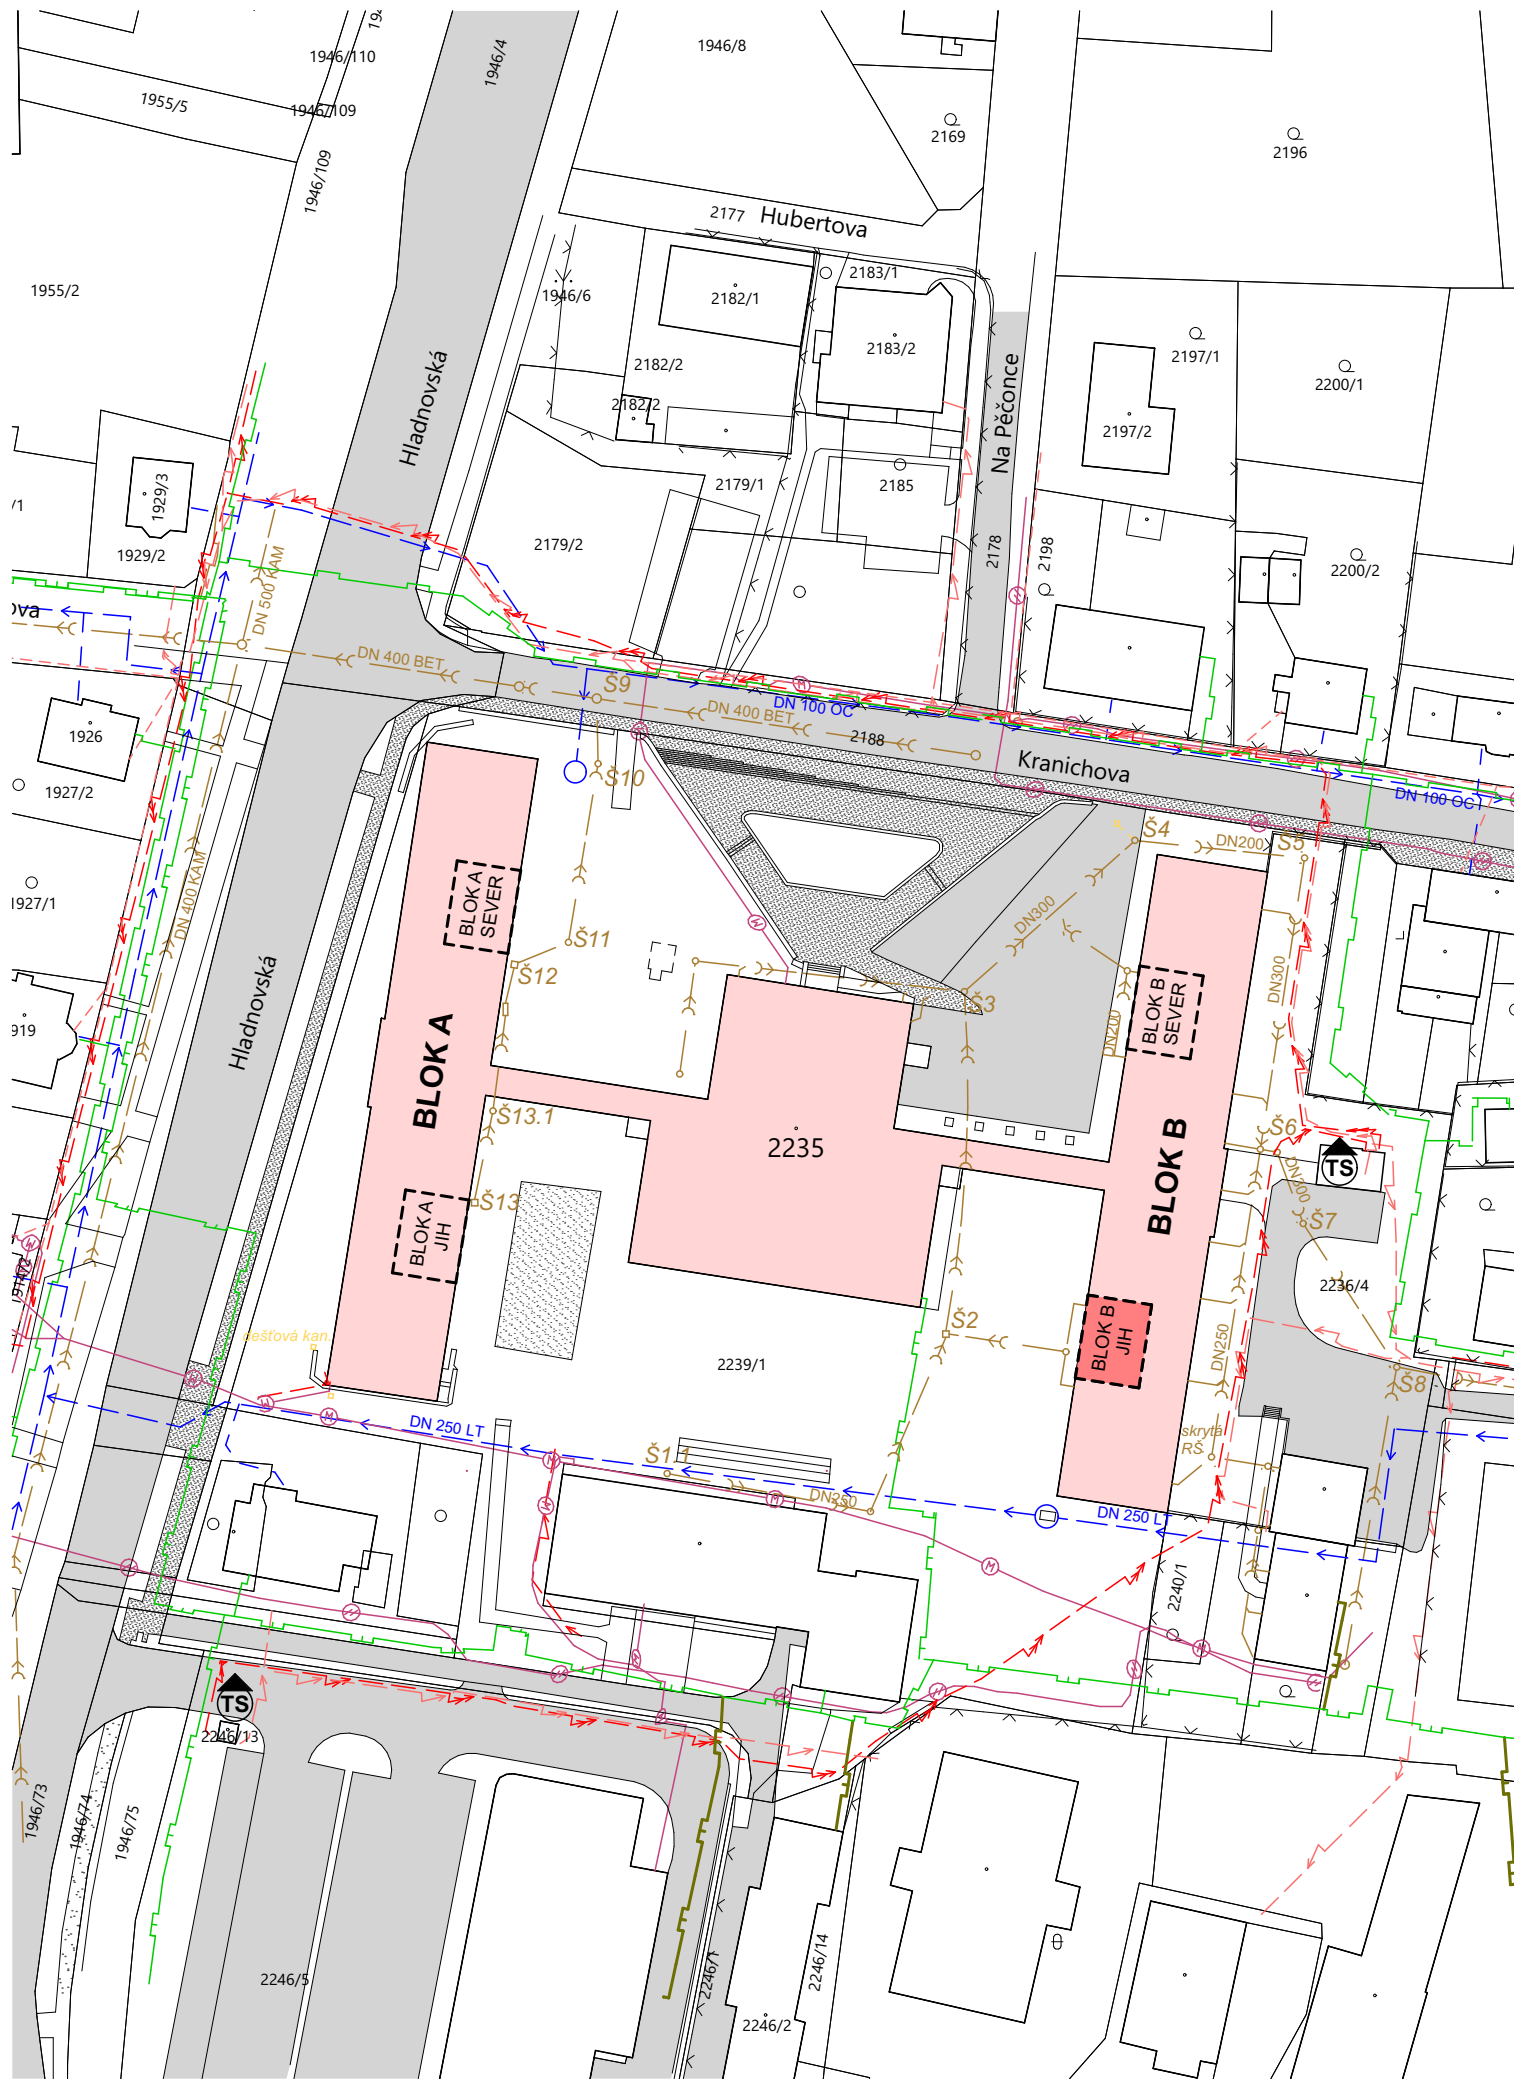 1946/110
1946/4
1946/8
1955/5
1946/109
1946/109
2169
2196
2177
Hubertova
1955/2
1946/6
2182/1
2183/1
2183/2
2182/2
2182/2
2197/1
2200/1
2197/2
Hladnovská
Na Pěčonce
1929/3
1929/2
2179/1
2185
2179/2
2178
2198
2200/2
/1
ova
DN 500 KAM
DN 400 BET
Š9
DN 400 BET
DN 100 OC
2188
Kranichova
DN 100 OC
1926
1927/2
1927/1
Š10
Š4
DN200
Š5
DN 400 KAM
BLOK A
SEVER
Š11
Š12
DN300
DN300
Hladnovská
919
Š3
BLOK B
SEVER
DN200
BLOK A
Š13.1
2235
BLOK B
Š6
TS
DN300
Š7
Š13
BLOK A
JIH
2236/4
Š2
BLOK B
JIH
DN250
dešťová kan.
2239/1
Š8
DN 250 LT
skrytá
RŠ
Š1.1
DN250
DN 250 LT
2240/1
TS
2246/13
1946/73
1946/74
1946/75
2246/5
2246/1
2246/14
2246/2